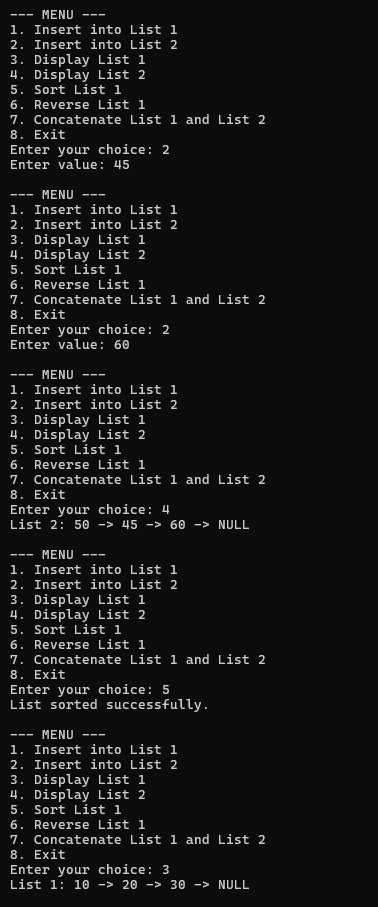 --- MENU ---
1. Insert into List 1
2. Insert into List 2
3. Display List 1
4. Display List 2
5. Sort List 1
6. Reverse List 1
7. Concatenate List 1 and List 2
8. Exit
Enter your choice: 2
Enter value: 45

--- MENU ---
1. Insert into List 1
2. Insert into List 2
3. Display List 1
4. Display List 2
5. Sort List 1
6. Reverse List 1
7. Concatenate List 1 and List 2
8. Exit
Enter your choice: 2
Enter value: 60

--- MENU ---
1. Insert into List 1
2. Insert into List 2
3. Display List 1
4. Display List 2
5. Sort List 1
6. Reverse List 1
7. Concatenate List 1 and List 2
8. Exit
Enter your choice: 4
List 2: 50 -> 45 -> 60 -> NULL

--- MENU ---
1. Insert into List 1
2. Insert into List 2
3. Display List 1
4. Display List 2
5. Sort List 1
6. Reverse List 1
7. Concatenate List 1 and List 2
8. Exit
Enter your choice: 5
List sorted successfully.

--- MENU ---
1. Insert into List 1
2. Insert into List 2
3. Display List 1
4. Display List 2
5. Sort List 1
6. Reverse List 1
7. Concatenate List 1 and List 2
8. Exit
Enter your choice: 3
List 1: 10 -> 20 -> 30 -> NULL